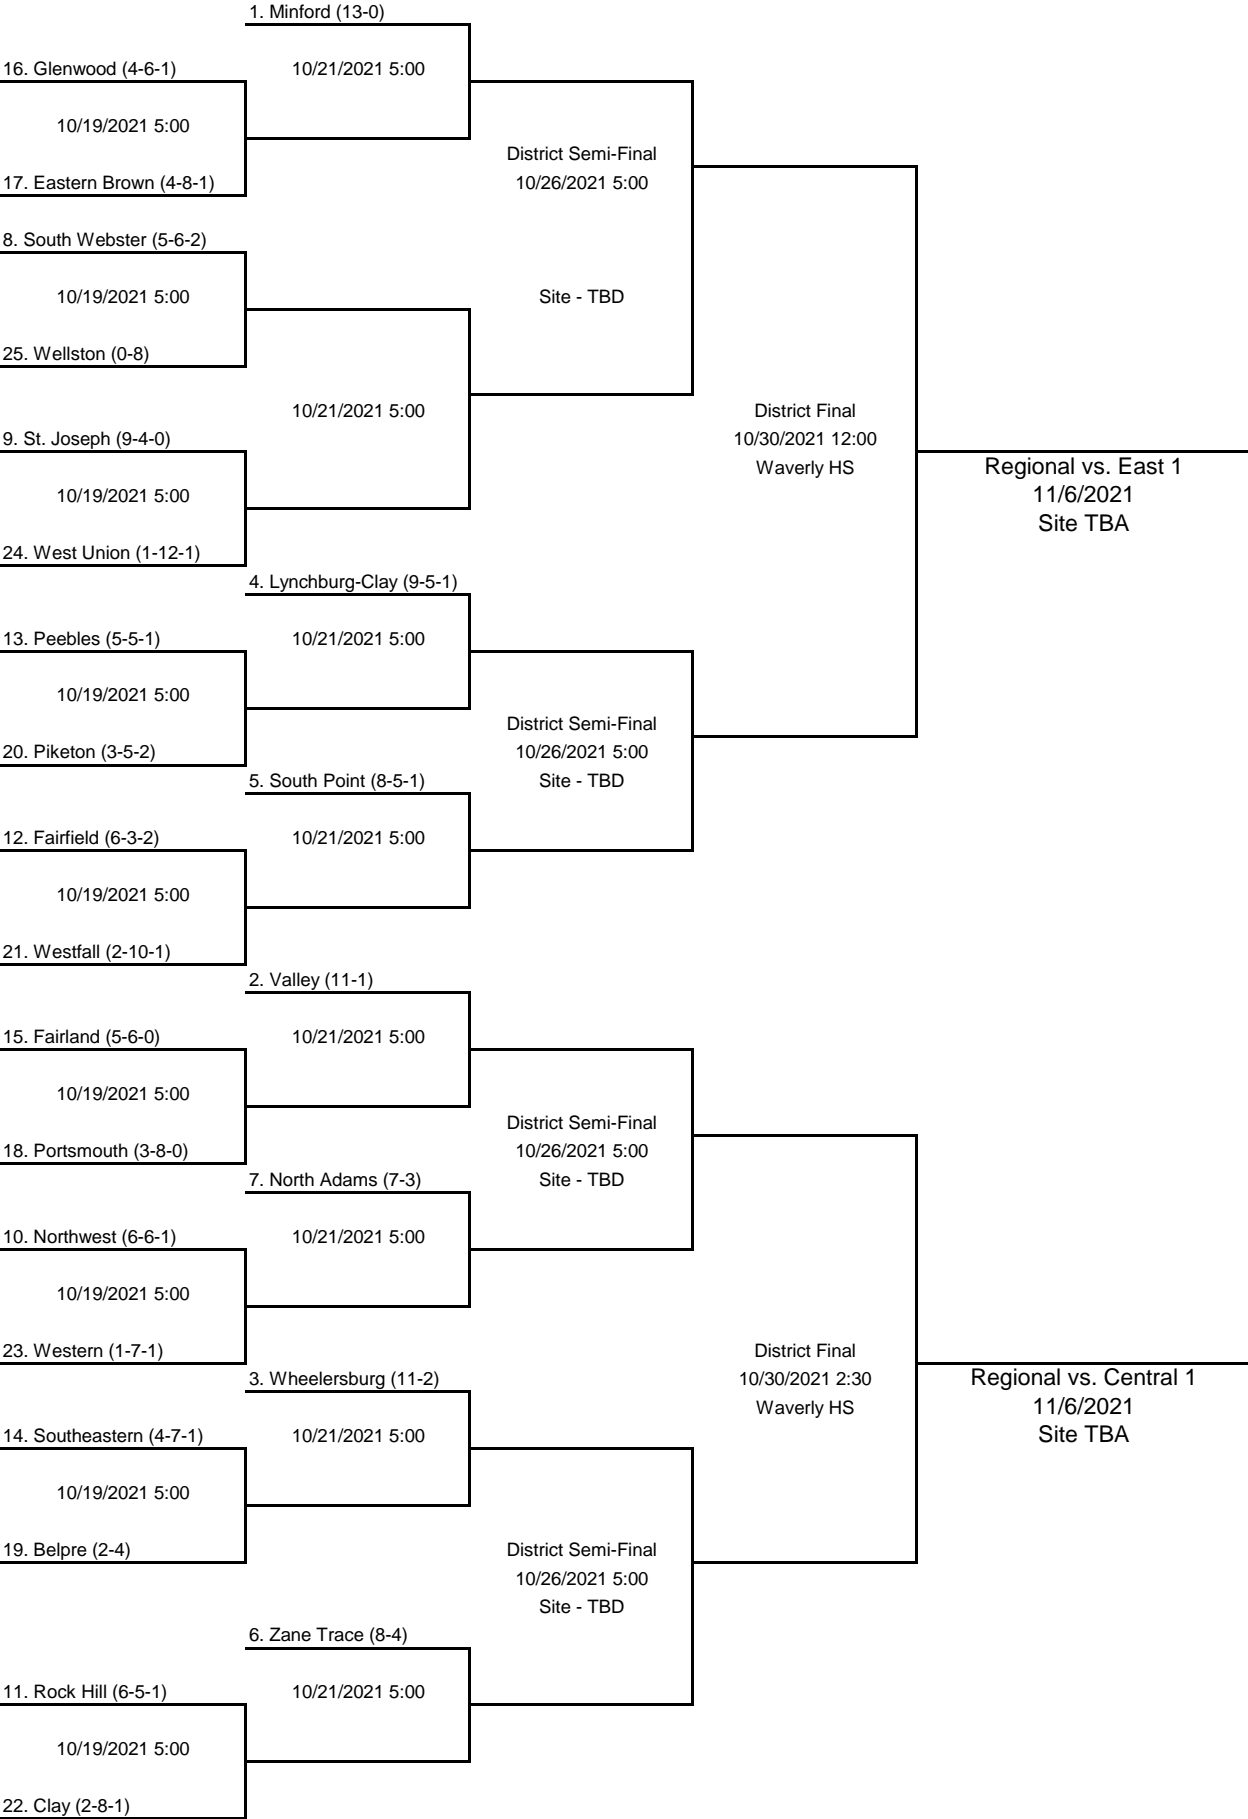 1. Minford (13-0)
16. Glenwood (4-6-1)
10/21/2021 5:00
10/19/2021 5:00
District Semi-Final
17. Eastern Brown (4-8-1)
10/26/2021 5:00
8. South Webster (5-6-2)
10/19/2021 5:00
Site - TBD
25. Wellston (0-8)
10/21/2021 5:00
District Final
9. St. Joseph (9-4-0)
10/30/2021 12:00
Waverly HS
Regional vs. East 1
10/19/2021 5:00
11/6/2021
Site TBA
24. West Union (1-12-1)
4. Lynchburg-Clay (9-5-1)
13. Peebles (5-5-1)
10/21/2021 5:00
10/19/2021 5:00
District Semi-Final
20. Piketon (3-5-2)
10/26/2021 5:00
5. South Point (8-5-1)
Site - TBD
12. Fairfield (6-3-2)
10/21/2021 5:00
10/19/2021 5:00
21. Westfall (2-10-1)
2. Valley (11-1)
15. Fairland (5-6-0)
10/21/2021 5:00
10/19/2021 5:00
District Semi-Final
18. Portsmouth (3-8-0)
10/26/2021 5:00
7. North Adams (7-3)
Site - TBD
10. Northwest (6-6-1)
10/21/2021 5:00
10/19/2021 5:00
23. Western (1-7-1)
District Final
3. Wheelersburg (11-2)
10/30/2021 2:30
Regional vs. Central 1
Waverly HS
11/6/2021
14. Southeastern (4-7-1)
10/21/2021 5:00
Site TBA
10/19/2021 5:00
19. Belpre (2-4)
District Semi-Final
10/26/2021 5:00
Site - TBD
6. Zane Trace (8-4)
11. Rock Hill (6-5-1)
10/21/2021 5:00
10/19/2021 5:00
22. Clay (2-8-1)